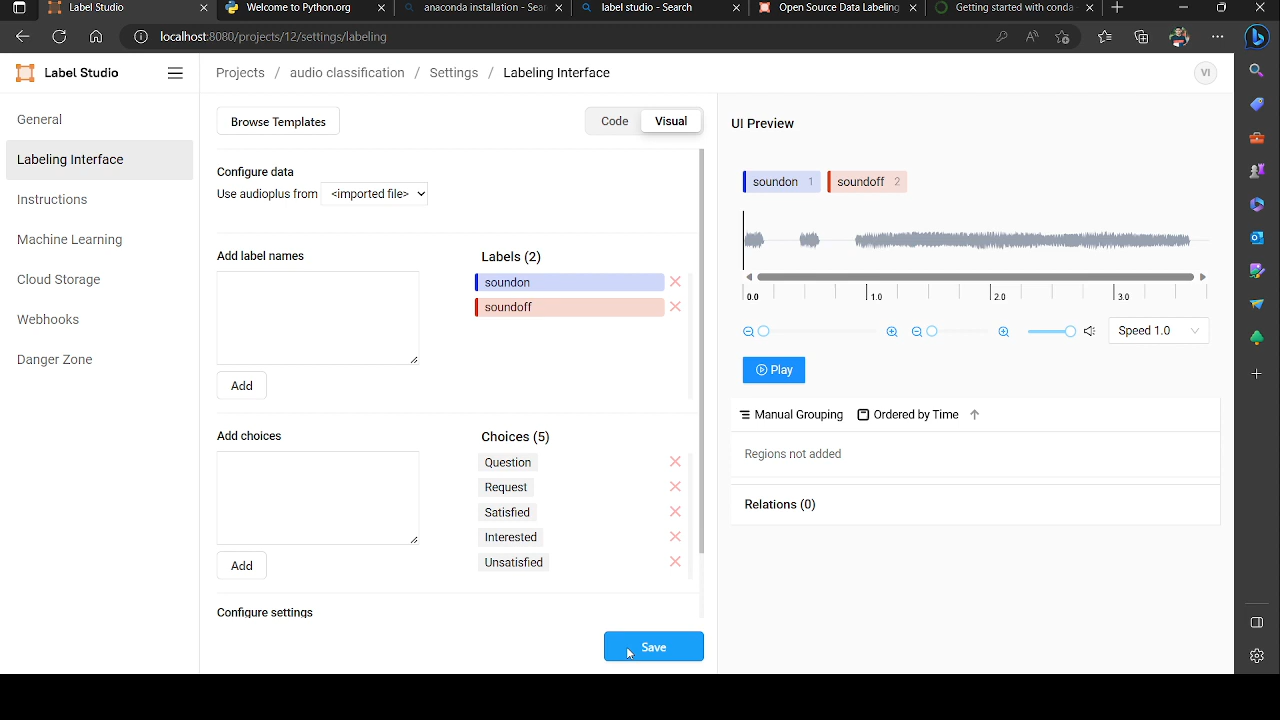 Label Studio
Welcome to Python.org
anaconda installation - Sea
label studio - Search
Open Source Data Labeling
Getting started with conda
localhost:8080/projects/12/settings/labeling
Label Studio
Projects / audio classification / Settings / Labeling Interface
VI
General
Labeling Interface
Instructions
Machine Learning
Cloud Storage
Webhooks
Danger Zone
Browse Templates
Code Visual
Configure data
Use audioplus from <imported file>
Add label names
Labels (2)
soundon
soundoff
Add
Add choices
Choices (5)
Question
Request
Satisfied
Interested
Unsatisfied
Add
Configure settings
Save
UI Preview
soundon 1 soundoff 2
0.0 1.0 2.0 3.0
Speed 1.0
Play
Manual Grouping Ordered by Time
Regions not added
Relations (0)